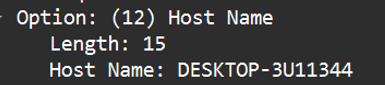 Option: (12) Host Name
Length: 15
Host Name: DESKTOP-3U11344